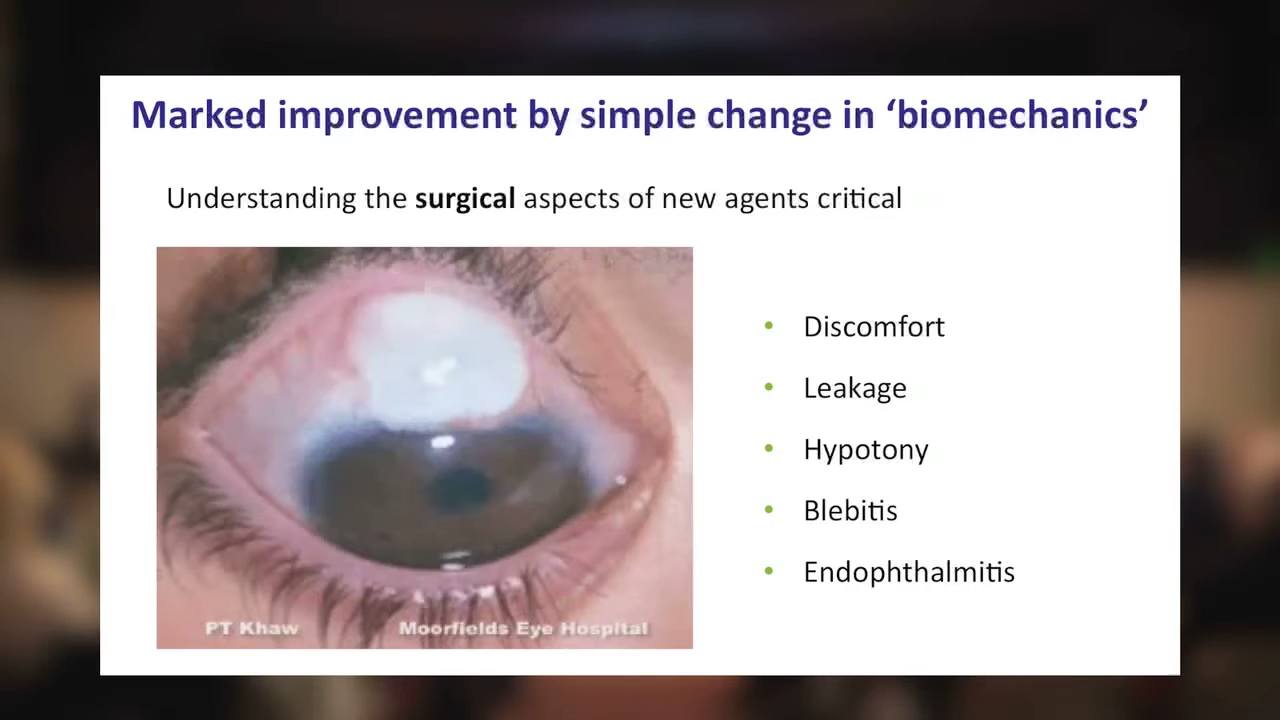 Marked improvement by simple change in ‘biomechanics’
Understanding the surgical aspects of new agents critical
• Discomfort
• Leakage
• Hypotony
• Blebitis
• Endophthalmitis
PT Khaw Moorfields Eye Hospital